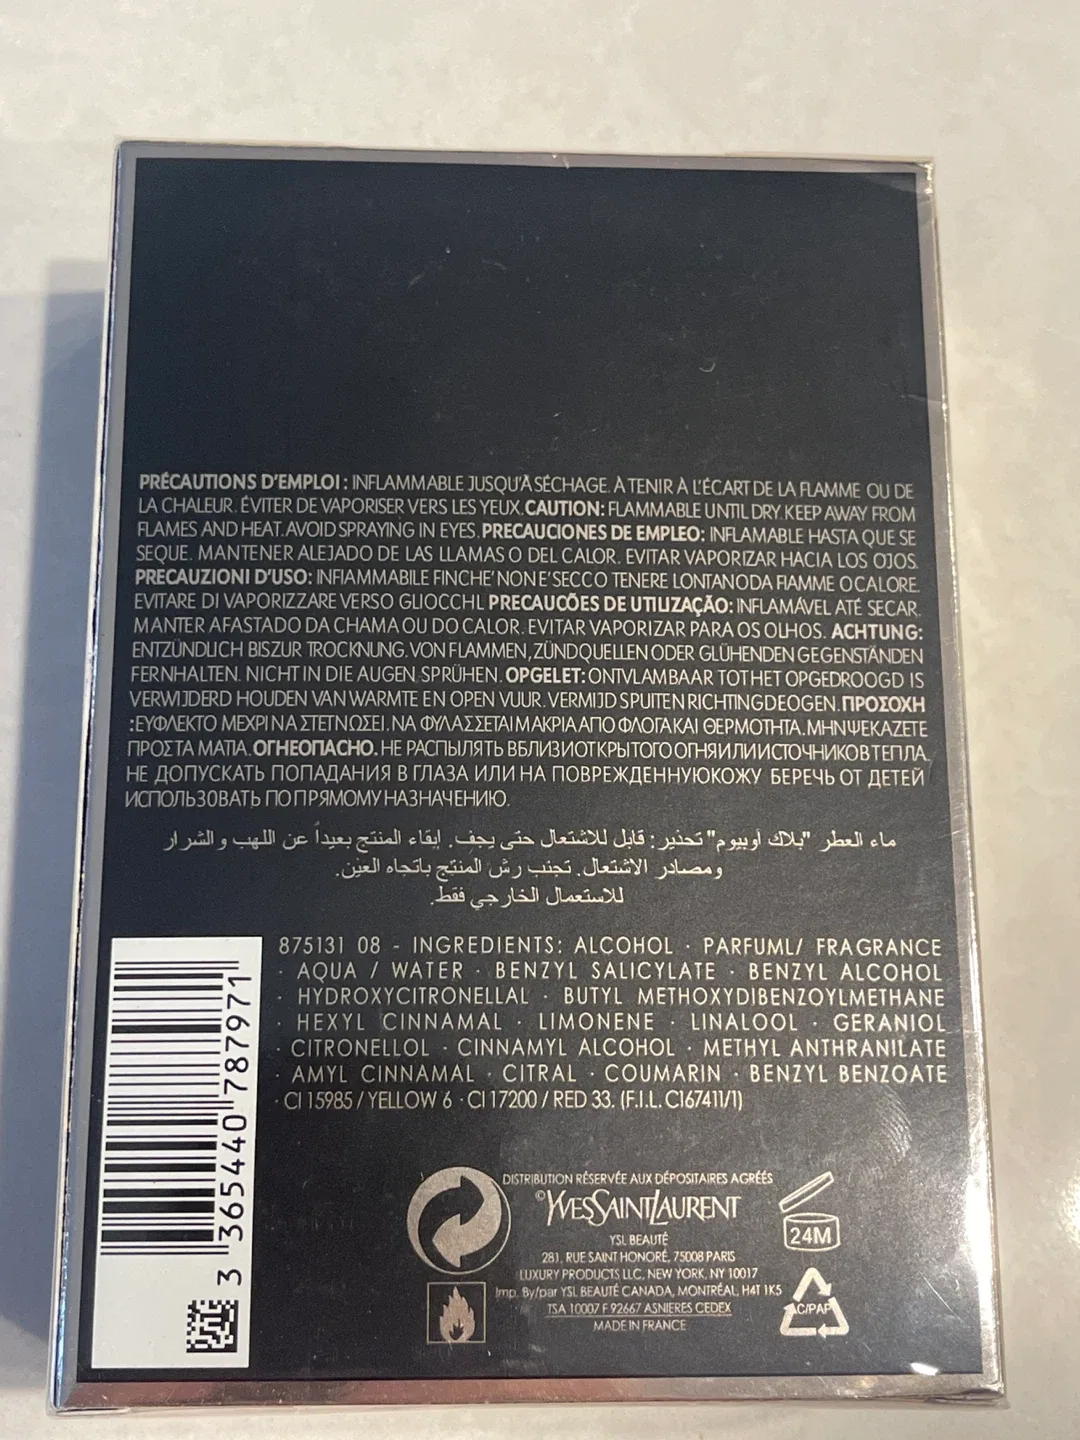 PRÉCAUTIONS D'EMPLOI : INFLAMMABLE JUSQU'À SÉCHAGE. À TENIR À L'ÉCART DE LA FLAMME OU DE
LA CHALEUR. ÉVITER DE VAPORISER VERS LES YEUX. CAUTION: FLAMMABLE UNTIL DRY. KEEP AWAY FROM
FLAMES AND HEAT. AVOID SPRAYING IN EYES. PRECAUCIONES DE EMPLEO: INFLAMABLE HASTA QUE SE
SEQUE. MANTENER ALEJADO DE LAS LLAMAS O DEL CALOR. EVITAR VAPORIZAR HACIA LOS OJOS.
PRECAUZIONI D'USO: INFIAMMABILE FINCHE' NON E' SECCO TENERE LONTANO DA FIAMME O CALORE.
EVITARE DI VAPORIZZARE VERSO GLIOCCHI. PRECAUCÕES DE UTILIZAÇÃO: INFLAMÁVEL ATÉ SECAR.
MANTER AFASTADO DA CHAMA OU DO CALOR. EVITAR VAPORIZAR PARA OS OLHOS. ACHTUNG:
ENTZÜNDLICH BIS ZUR TROCKNUNG. VON FLAMMEN, ZÜNDQUELLEN ODER GLÜHENDEN GEGENSTÄNDEN
FERNHALTEN. NICHT IN DIE AUGEN SPRÜHEN. OPGELET: ONTVLAMBAAR TOT HET OPGEDROOGD IS
VERWIJDERD HOUDEN VAN WARMTE EN OPEN VUUR. VERMIJD SPUITEN RICHTING DE OGEN. ΠΡΟΣΟΧΗ
:ΕΥΦΛΕΚΤΟ ΜΕΧΡΙ ΝΑ ΣΤΕΓΝΩΣΕΙ. ΝΑ ΦΥΛΑΣΣΕΤΑΙ ΜΑΚΡΙΑ ΑΠΟ ΦΛΟΓΑ ΚΑΙ ΘΕΡΜΟΤΗΤΑ. ΜΗΝ ΨΕΚΑΖΕΤΕ
ΠΡΟΣ ΤΑ ΜΑΤΙΑ. ОГНЕОПАСНО. НЕ РАСПЫЛЯТЬ ВБЛИЗИ ОТКРЫТОГО ОГНЯ И ЛИ ИСТОЧНИКОВ ТЕПЛА.
НЕ ДОПУСКАТЬ ПОПАДАНИЯ В ГЛАЗА ИЛИ НА ПОВРЕЖДЕННУЮ КОЖУ БЕРЕЧЬ ОТ ДЕТЕЙ
ИСПОЛЬЗОВАТЬ ПО ПРЯМОМУ НАЗНАЧЕНИЮ.
ماء العطر "بلاك أوبيوم" تحذير: قابل للاشتعال حتى يجف. إبقاء المنتج بعيداً عن اللهب و الشرار
و مصادر الاشتعال. تجنب رش المنتج باتجاه العين.
للاستعمال الخارجي فقط.
875131 08 - INGREDIENTS: ALCOHOL · PARFUML/ FRAGRANCE
· AQUA / WATER · BENZYL SALICYLATE · BENZYL ALCOHOL
· HYDROXYCITRONELLAL · BUTYL METHOXYDIBENZOYLMETHANE
· HEXYL CINNAMAL · LIMONENE · LINALOOL · GERANIOL
· CITRONELLOL · CINNAMYL ALCOHOL · METHYL ANTHRANILATE
· AMYL CINNAMAL · CITRAL · COUMARIN · BENZYL BENZOATE
· CI 15985 / YELLOW 6 · CI 17200 / RED 33. (F.I.L. C167411/1)
3 365440 787971
DISTRIBUTION RÉSERVÉE AUX DÉPOSITAIRES AGRÉÉS
©YVESSAINTLAURENT
YSL BEAUTÉ
281, RUE SAINT HONORÉ, 75008 PARIS
LUXURY PRODUCTS LLC, NEW YORK, NY 10017
Imp. By/par YSL BEAUTÉ CANADA, MONTRÉAL, H4T 1K5
TSA 10007 F 92667 ASNIERES CEDEX
MADE IN FRANCE
24M
C/PAP